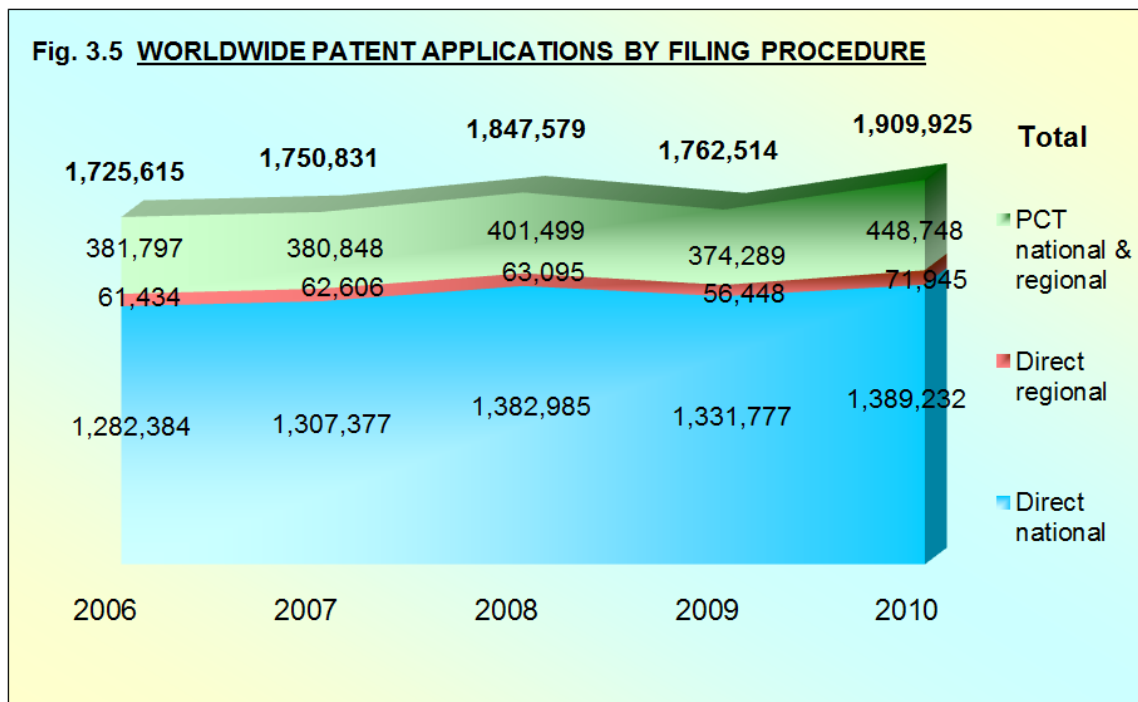 Fig. 3.5 WORLDWIDE PATENT APPLICATIONS BY FILING PROCEDURE
1,725,615
1,750,831
1,847,579
1,762,514
1,909,925
Total
381,797
380,848
401,499
374,289
448,748
PCT
national &
regional
61,434
62,606
63,095
56,448
71,945
Direct
regional
1,282,384
1,307,377
1,382,985
1,331,777
1,389,232
Direct
national
2006
2007
2008
2009
2010